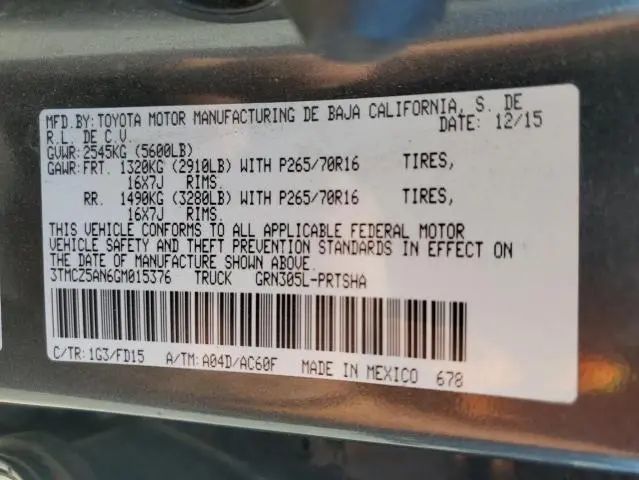 MFD.BY:TOYOTA MOTOR MANUFACTURING DE BAJA CALIFORNIA, S. DE
R.L. DE C.V. DATE: 12/15
GVWR:2545KG (5600LB)
GAWR:FRT. 1320KG (2910LB) WITH P265/70R16 TIRES,
16X7J RIMS.
RR. 1490KG (3280LB) WITH P265/70R16 TIRES,
16X7J RIMS.
THIS VEHICLE CONFORMS TO ALL APPLICABLE FEDERAL MOTOR
VEHICLE SAFETY AND THEFT PREVENTION STANDARDS IN EFFECT ON
THE DATE OF MANUFACTURE SHOWN ABOVE.
3TMCZ5AN6GM015376 TRUCK GRN305L-PRTSHA
C/TR:1G3/FD15 A/TM:A04D/AC60F MADE IN MEXICO 678